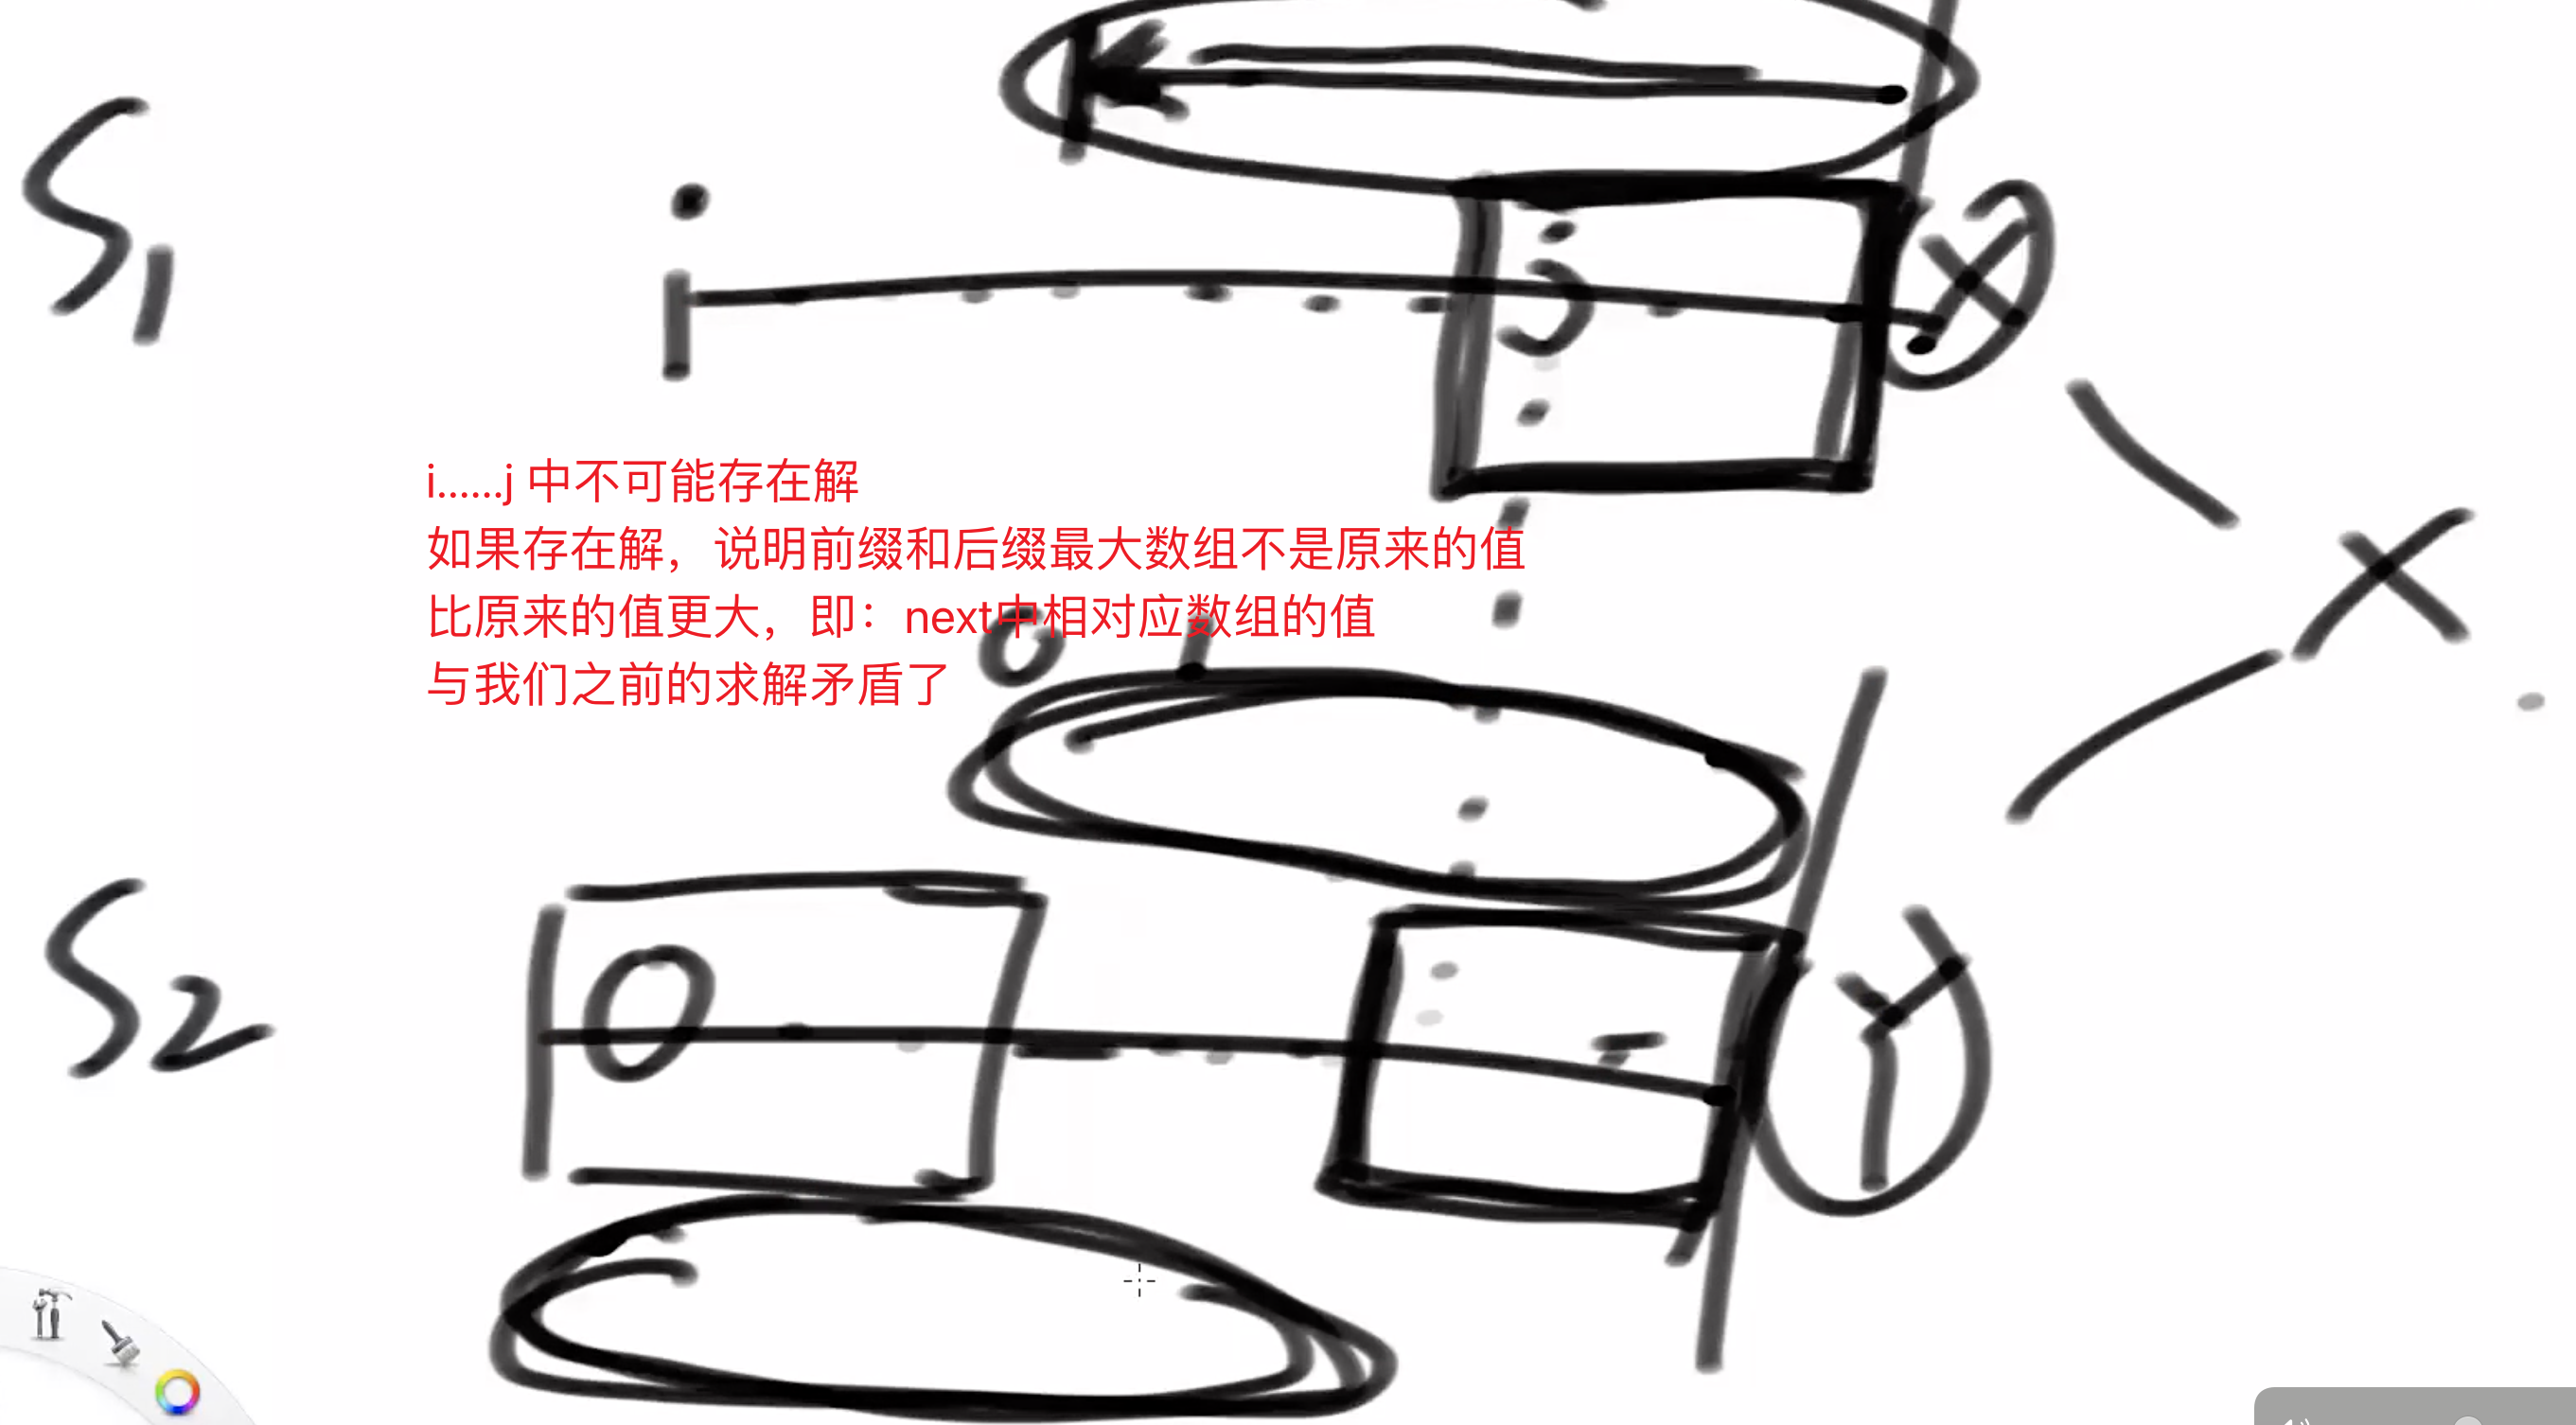 S1
i
j
X
i......j 中不可能存在解
如果存在解，说明前缀和后缀最大数组不是原来的值
比原来的值更大，即：next中相对应数组的值
与我们之前的求解矛盾了
X
0
S2
0
Y